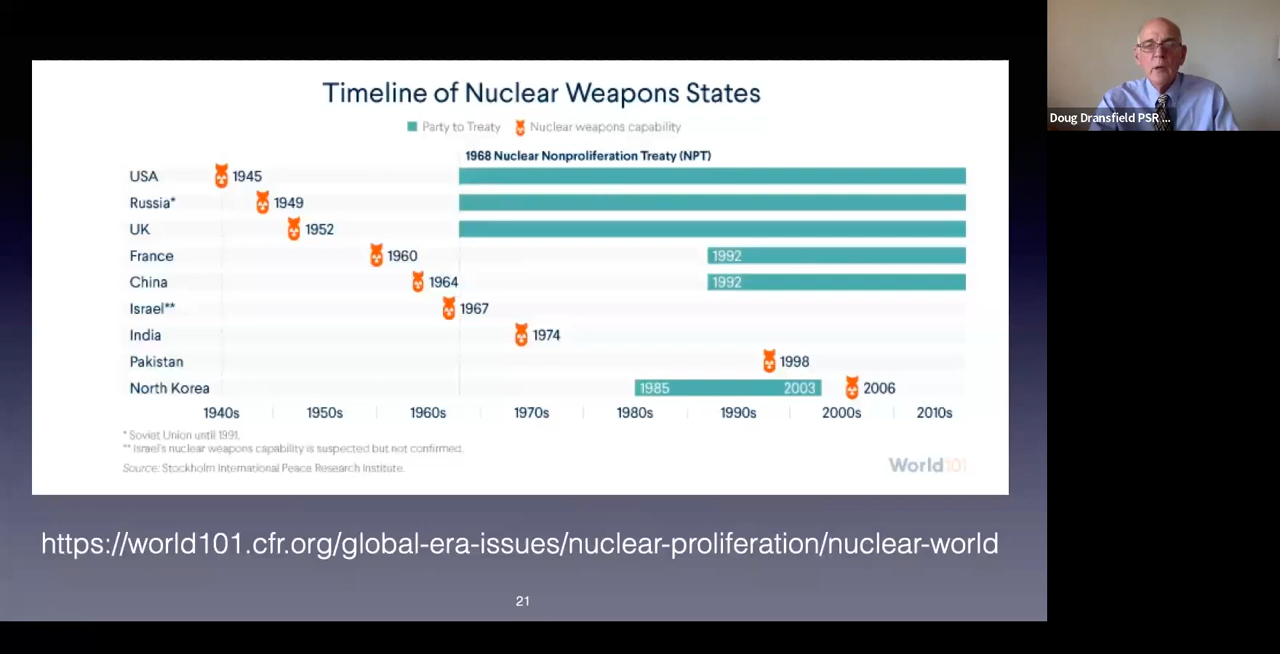 Timeline of Nuclear Weapons States
Party to Treaty Nuclear weapons capability
1968 Nuclear Nonproliferation Treaty (NPT)
USA 1945
Russia* 1949
UK 1952
France 1960 1992
China 1964 1992
Israel** 1967
India 1974
Pakistan 1998
North Korea 1985 2003 2006
1940s 1950s 1960s 1970s 1980s 1990s 2000s 2010s
* Soviet Union until 1991.
** Israel's nuclear weapons capability is suspected but not confirmed.
Source: Stockholm International Peace Research Institute.
World101
https://world101.cfr.org/global-era-issues/nuclear-proliferation/nuclear-world
21
Doug Dransfield PSR ...